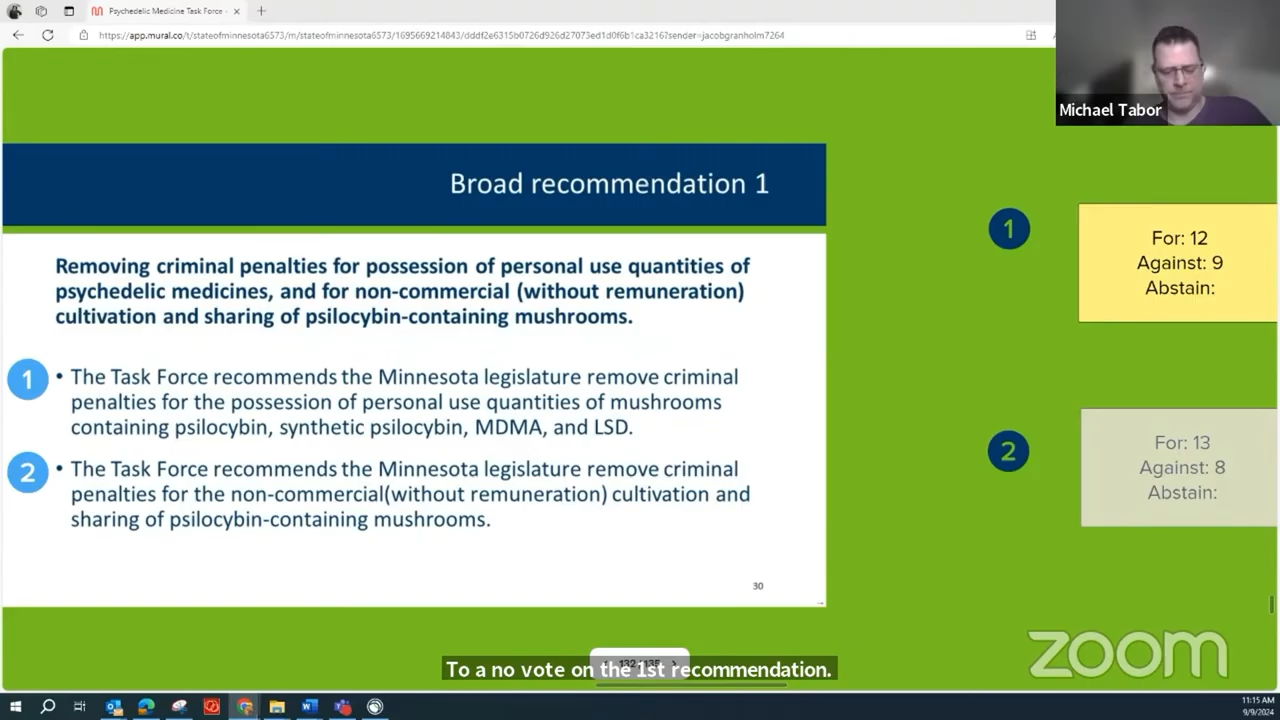 Psychedelic Medicine Task Force -
https://app.mural.co/t/stateofminnesota6573/m/stateofminnesota6573/1695669214843/dddf2e6315b0726d926d27073ed1d0f6b1ca3216?sender=jacobgranholm7264
Michael Tabor
Broad recommendation 1
Removing criminal penalties for possession of personal use quantities of
psychedelic medicines, and for non-commercial (without remuneration)
cultivation and sharing of psilocybin-containing mushrooms.
1
• The Task Force recommends the Minnesota legislature remove criminal
penalties for the possession of personal use quantities of mushrooms
containing psilocybin, synthetic psilocybin, MDMA, and LSD.
2
• The Task Force recommends the Minnesota legislature remove criminal
penalties for the non-commercial(without remuneration) cultivation and
sharing of psilocybin-containing mushrooms.
30
1
For: 12
Against: 9
Abstain:
2
For: 13
Against: 8
Abstain:
To a no vote on the 1st recommendation.
zoom
11:15 AM
9/9/2024